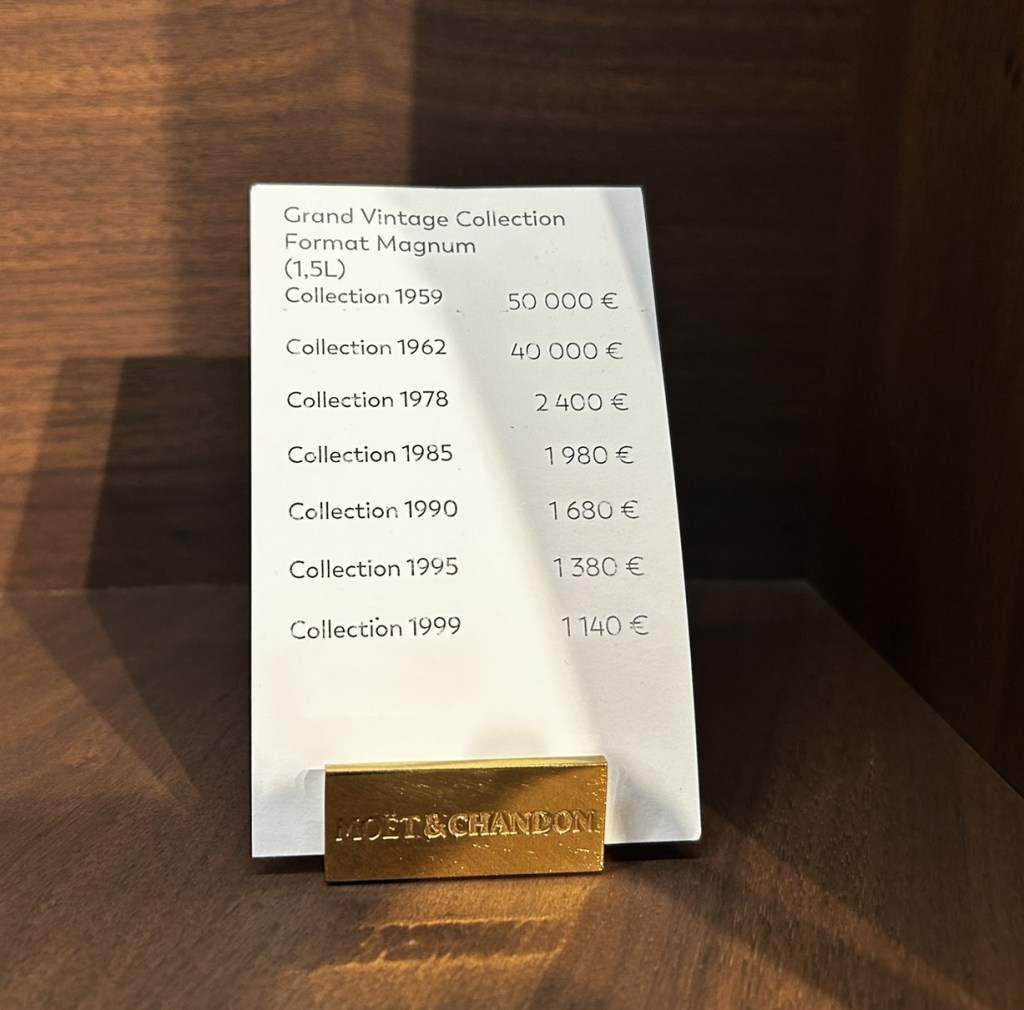 Grand Vintage Collection
Format Magnum
(1,5L)
Collection 1959 50 000 €
Collection 1962 40 000 €
Collection 1978 2 400 €
Collection 1985 1 980 €
Collection 1990 1 680 €
Collection 1995 1 380 €
Collection 1999 1 140 €
MOËT & CHANDON